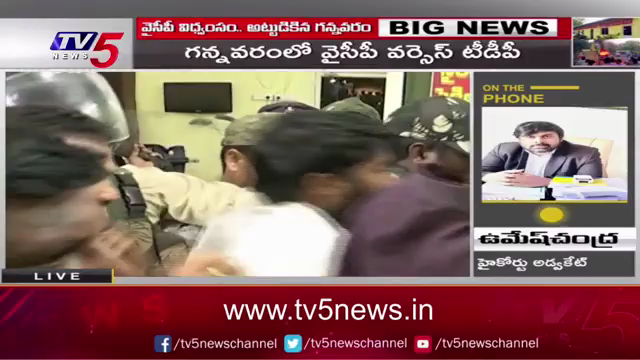 TV5
NEWS
వైసీపీ విధ్వంసం.. అట్టుడికిన గన్నవరం
BIG NEWS
గన్నవరంలో వైసీపీ వర్సెస్ టీడీపీ
ON THE
PHONE
ఉమేష్‌చంద్ర
హైకోర్టు అడ్వకేట్
LIVE
www.tv5news.in
/tv5newschannel
/tv5newschannel
/tv5newschannel